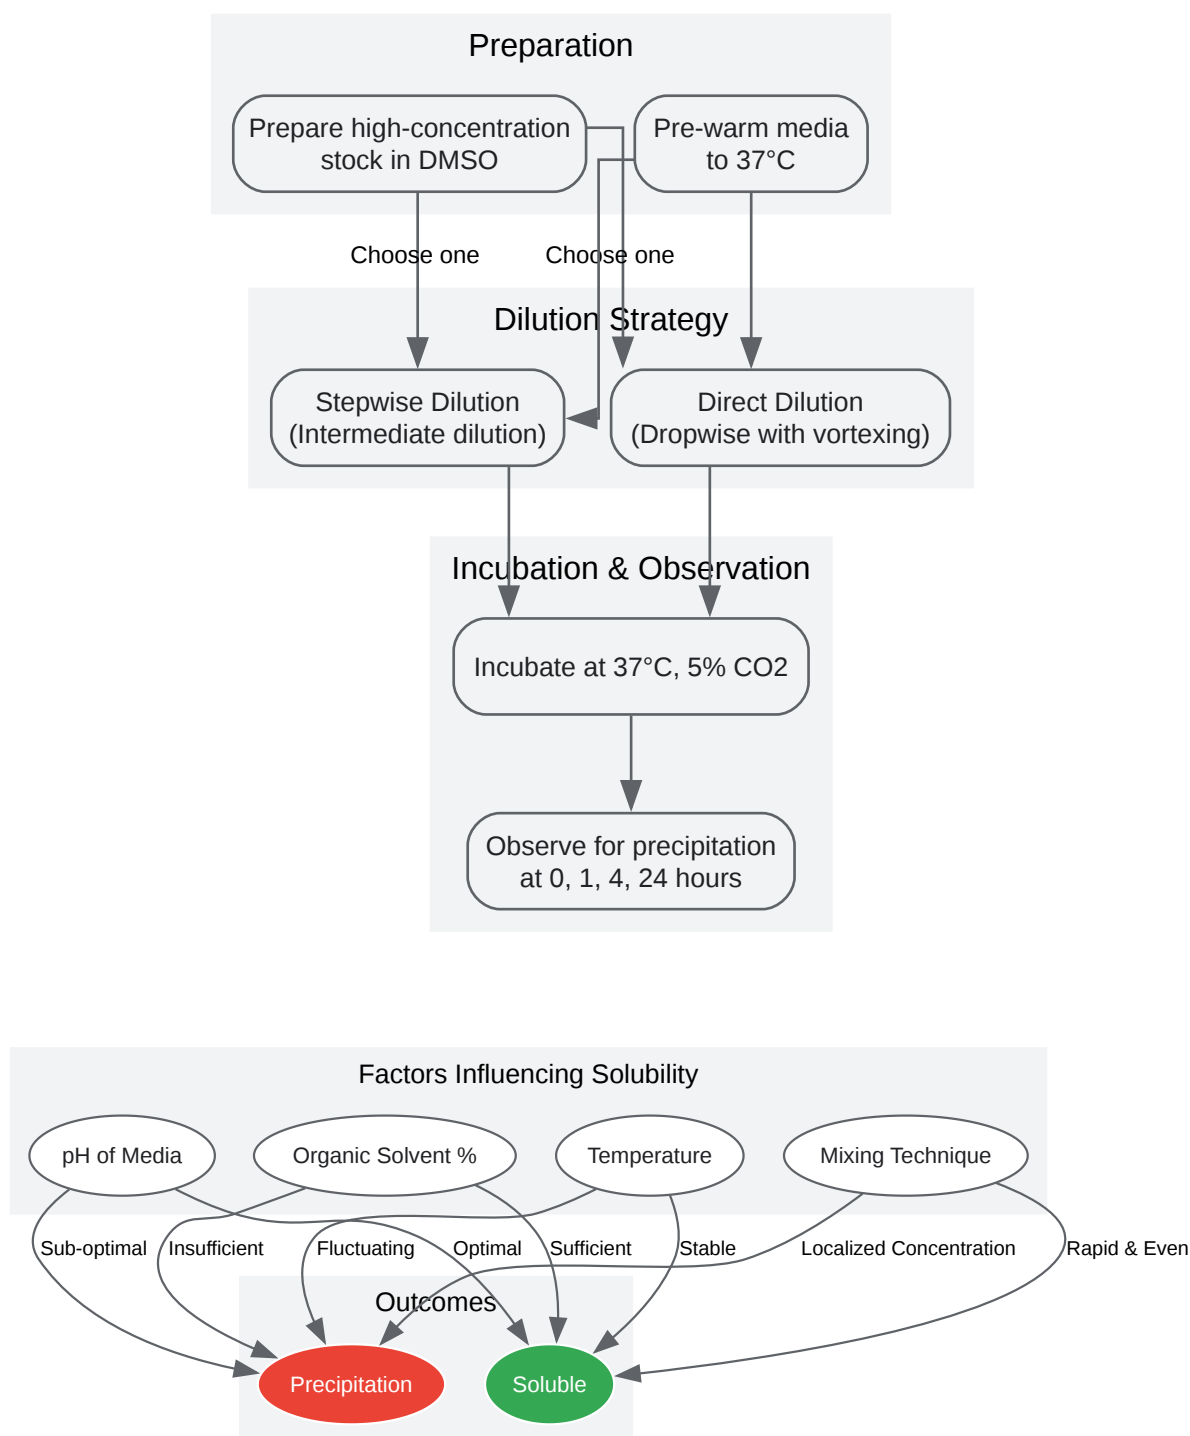 Preparation
Prepare high-concentration
stock in DMSO
Pre-warm media
to 37°C
Choose one
Choose one
Dilution Strategy
Stepwise Dilution
(Intermediate dilution)
Direct Dilution
(Dropwise with vortexing)
Incubation & Observation
Incubate at 37°C, 5% CO2
Observe for precipitation
at 0, 1, 4, 24 hours
Factors Influencing Solubility
pH of Media
Organic Solvent %
Temperature
Mixing Technique
Sub-optimal
Insufficient
Fluctuating
Optimal
Sufficient
Stable
Localized Concentration
Rapid & Even
Outcomes
Precipitation
Soluble